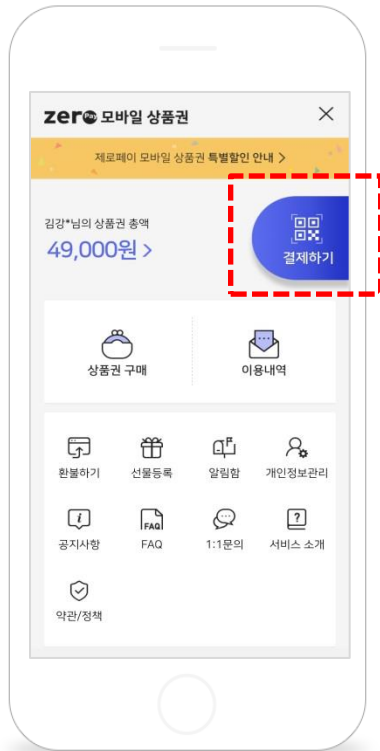 zero Pay 모바일 상품권
제로페이 모바일 상품권 특별할인 안내 >
김강*님의 상품권 총액
49,000원 >
결제하기
상품권 구매
이용내역
환불하기
선물등록
알림함
개인정보관리
공지사항
FAQ
FAQ
1:1문의
서비스 소개
약관/정책